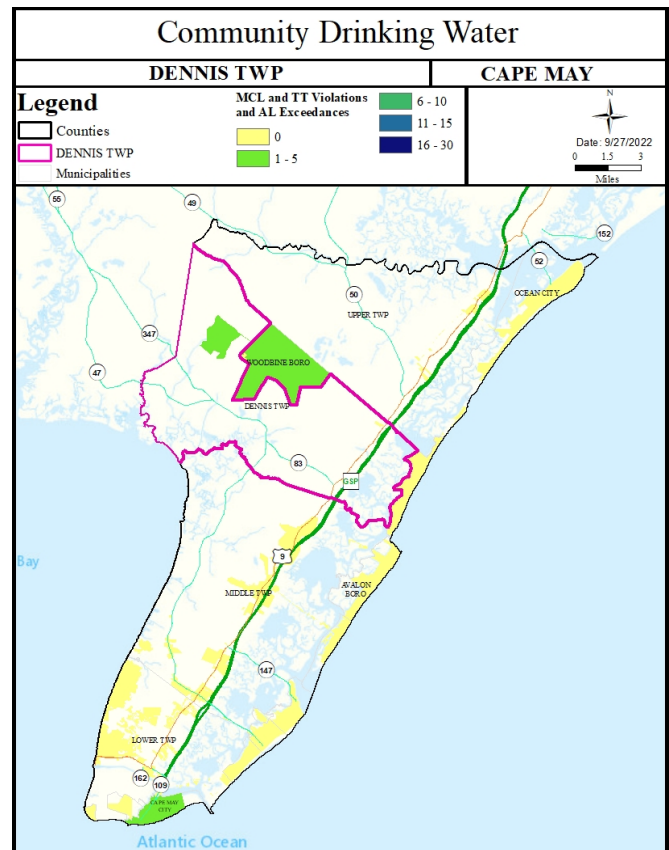 Community Drinking Water
DENNIS TWP
CAPE MAY
Legend
Counties
DENNIS TWP
Municipalities
MCL and TT Violations
and AL Exceedances
0
1 - 5
6 - 10
11 - 15
16 - 30
N
Date: 9/27/2022
0 1.5 3
Miles
55
49
152
52
OCEAN CITY
50
UPPER TWP
347
WOODBINE BORO
47
DENNIS TWP
83
GSP
9
Bay
MIDDLE TWP
AVALON
BORO
147
LOWER TWP
162
109
CAPE MAY
CITY
Atlantic Ocean